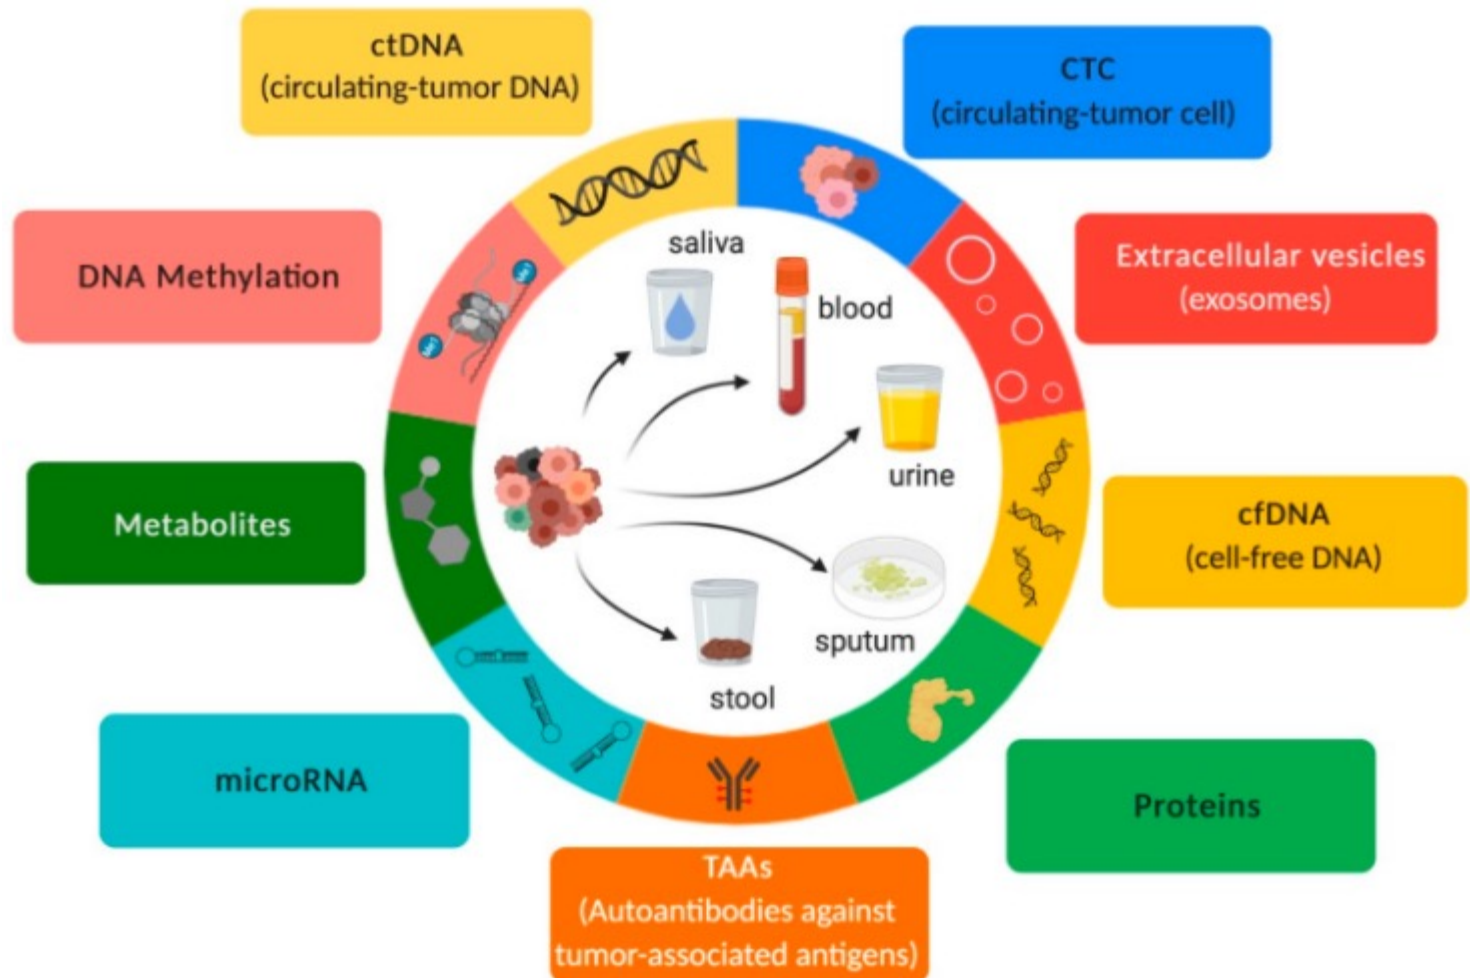 ctDNA
(circulating-tumor DNA)
CTC
(circulating-tumor cell)
DNA Methylation
Extracellular vesicles
(exosomes)
Metabolites
cfDNA
(cell-free DNA)
microRNA
Proteins
TAAs
(Autoantibodies against
tumor-associated antigens)
saliva
blood
urine
sputum
stool